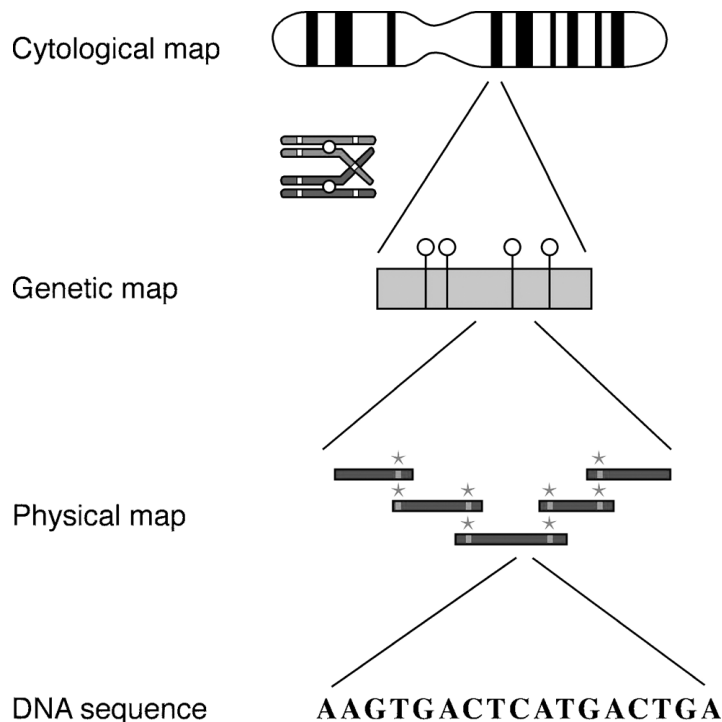 Cytological map
Genetic map
Physical map
DNA sequence AAGTGACTCATGACTGA